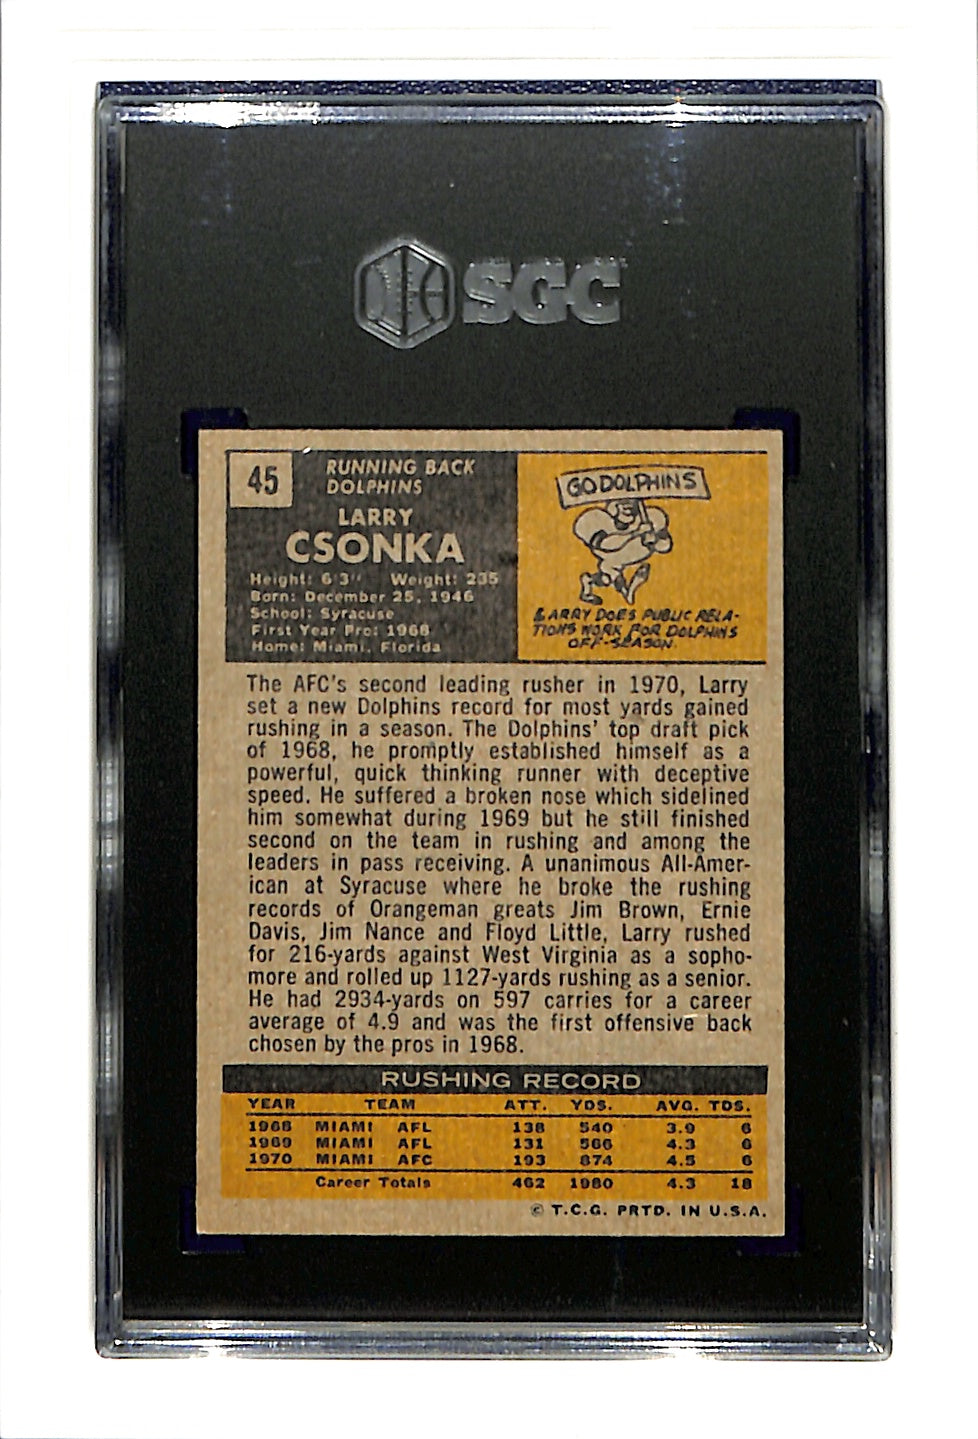 SGC
45
RUNNING BACK
DOLPHINS
LARRY
CSONKA
Height: 6'3" Weight: 235
Born: December 25, 1946
School: Syracuse
First Year Pro: 1968
Home: Miami, Florida
GO DOLPHINS
LARRY DOES PUBLIC RELA-
TIONS WORK FOR DOLPHINS
OFF-SEASON.
The AFC's second leading rusher in 1970, Larry
set a new Dolphins record for most yards gained
rushing in a season. The Dolphins' top draft pick
of 1968, he promptly established himself as a
powerful, quick thinking runner with deceptive
speed. He suffered a broken nose which sidelined
him somewhat during 1969 but he still finished
second on the team in rushing and among the
leaders in pass receiving. A unanimous All-Amer-
ican at Syracuse where he broke the rushing
records of Orangeman greats Jim Brown, Ernie
Davis, Jim Nance and Floyd Little, Larry rushed
for 216-yards against West Virginia as a sopho-
more and rolled up 1127-yards rushing as a senior.
He had 2934-yards on 597 carries for a career
average of 4.9 and was the first offensive back
chosen by the pros in 1968.
RUSHING RECORD
YEAR TEAM ATT. YDS. AVG. TDS.
1968 MIAMI AFL 138 540 3.9 6
1969 MIAMI AFL 131 566 4.3 6
1970 MIAMI AFC 193 874 4.5 6
Career Totals 462 1980 4.3 18
© T.C.G. PRTD. IN U.S.A.